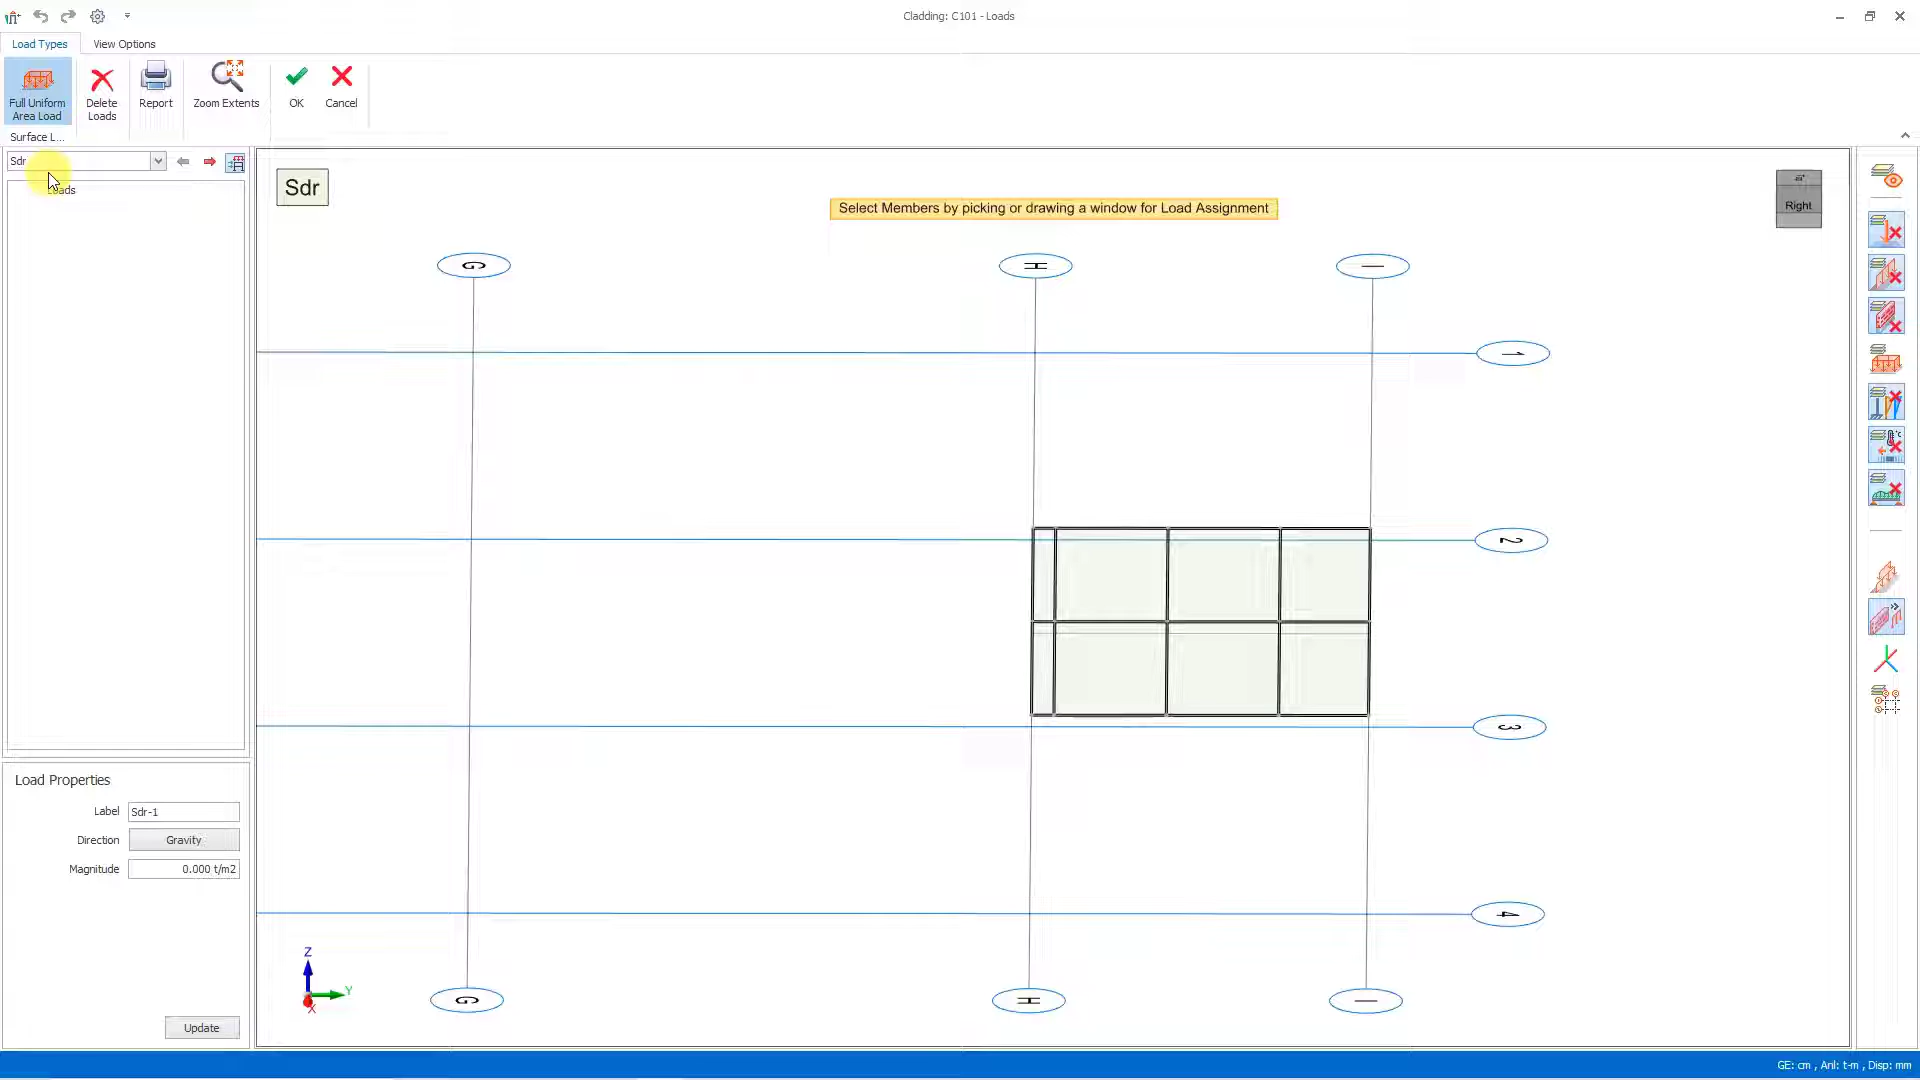 Cladding: C101 - Loads
Load Types
View Options
Full Uniform
Area Load
Delete
Loads
Report
Zoom Extents
OK
Cancel
Surface L...
Sdr
Loads
Sdr
Select Members by picking or drawing a window for Load Assignment
Right
G
H
I
1
2
3
4
G
H
I
Z
Y
X
Load Properties
Label
Sdr-1
Direction
Gravity
Magnitude
0.000 t/m2
Update
GE: cm , Anl: t-m , Disp: mm